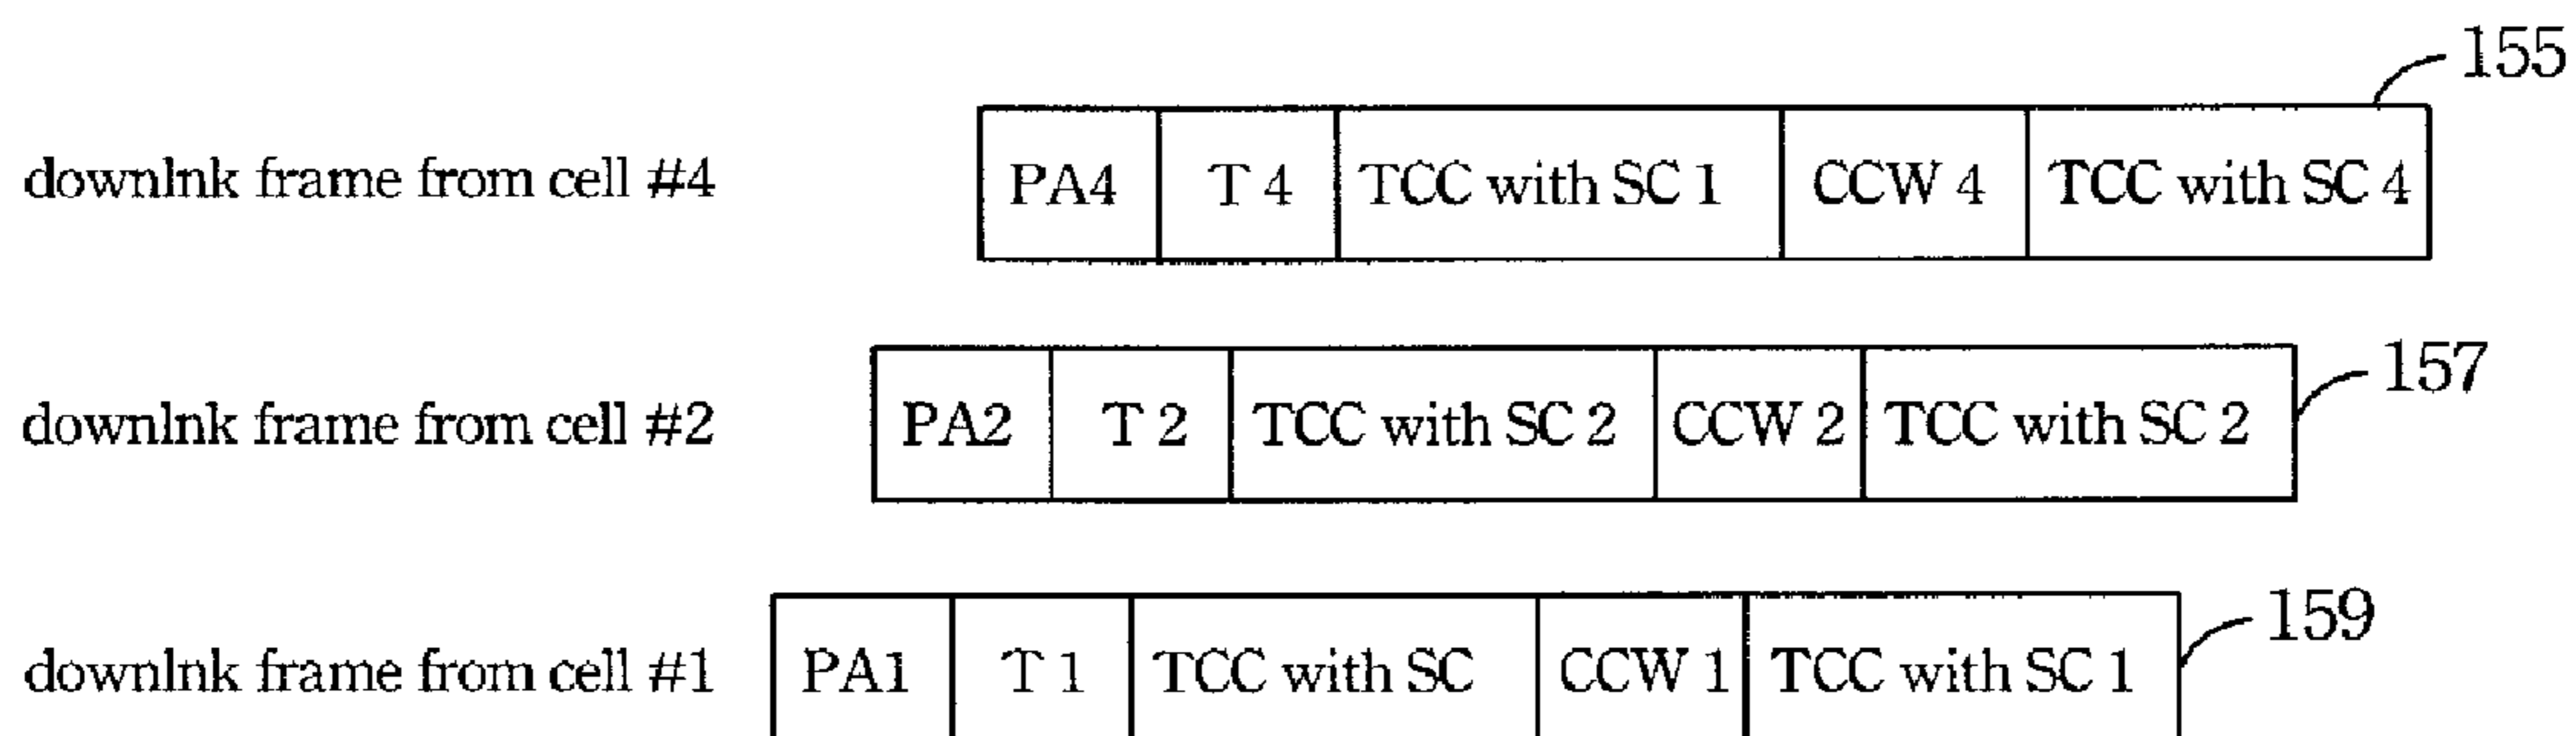 155
downlnk frame from cell #4 PA4 T 4 TCC with SC 1 CCW 4 TCC with SC 4
157
downlnk frame from cell #2 PA2 T 2 TCC with SC 2 CCW 2 TCC with SC 2
159
downlnk frame from cell #1 PA1 T 1 TCC with SC CCW 1 TCC with SC 1